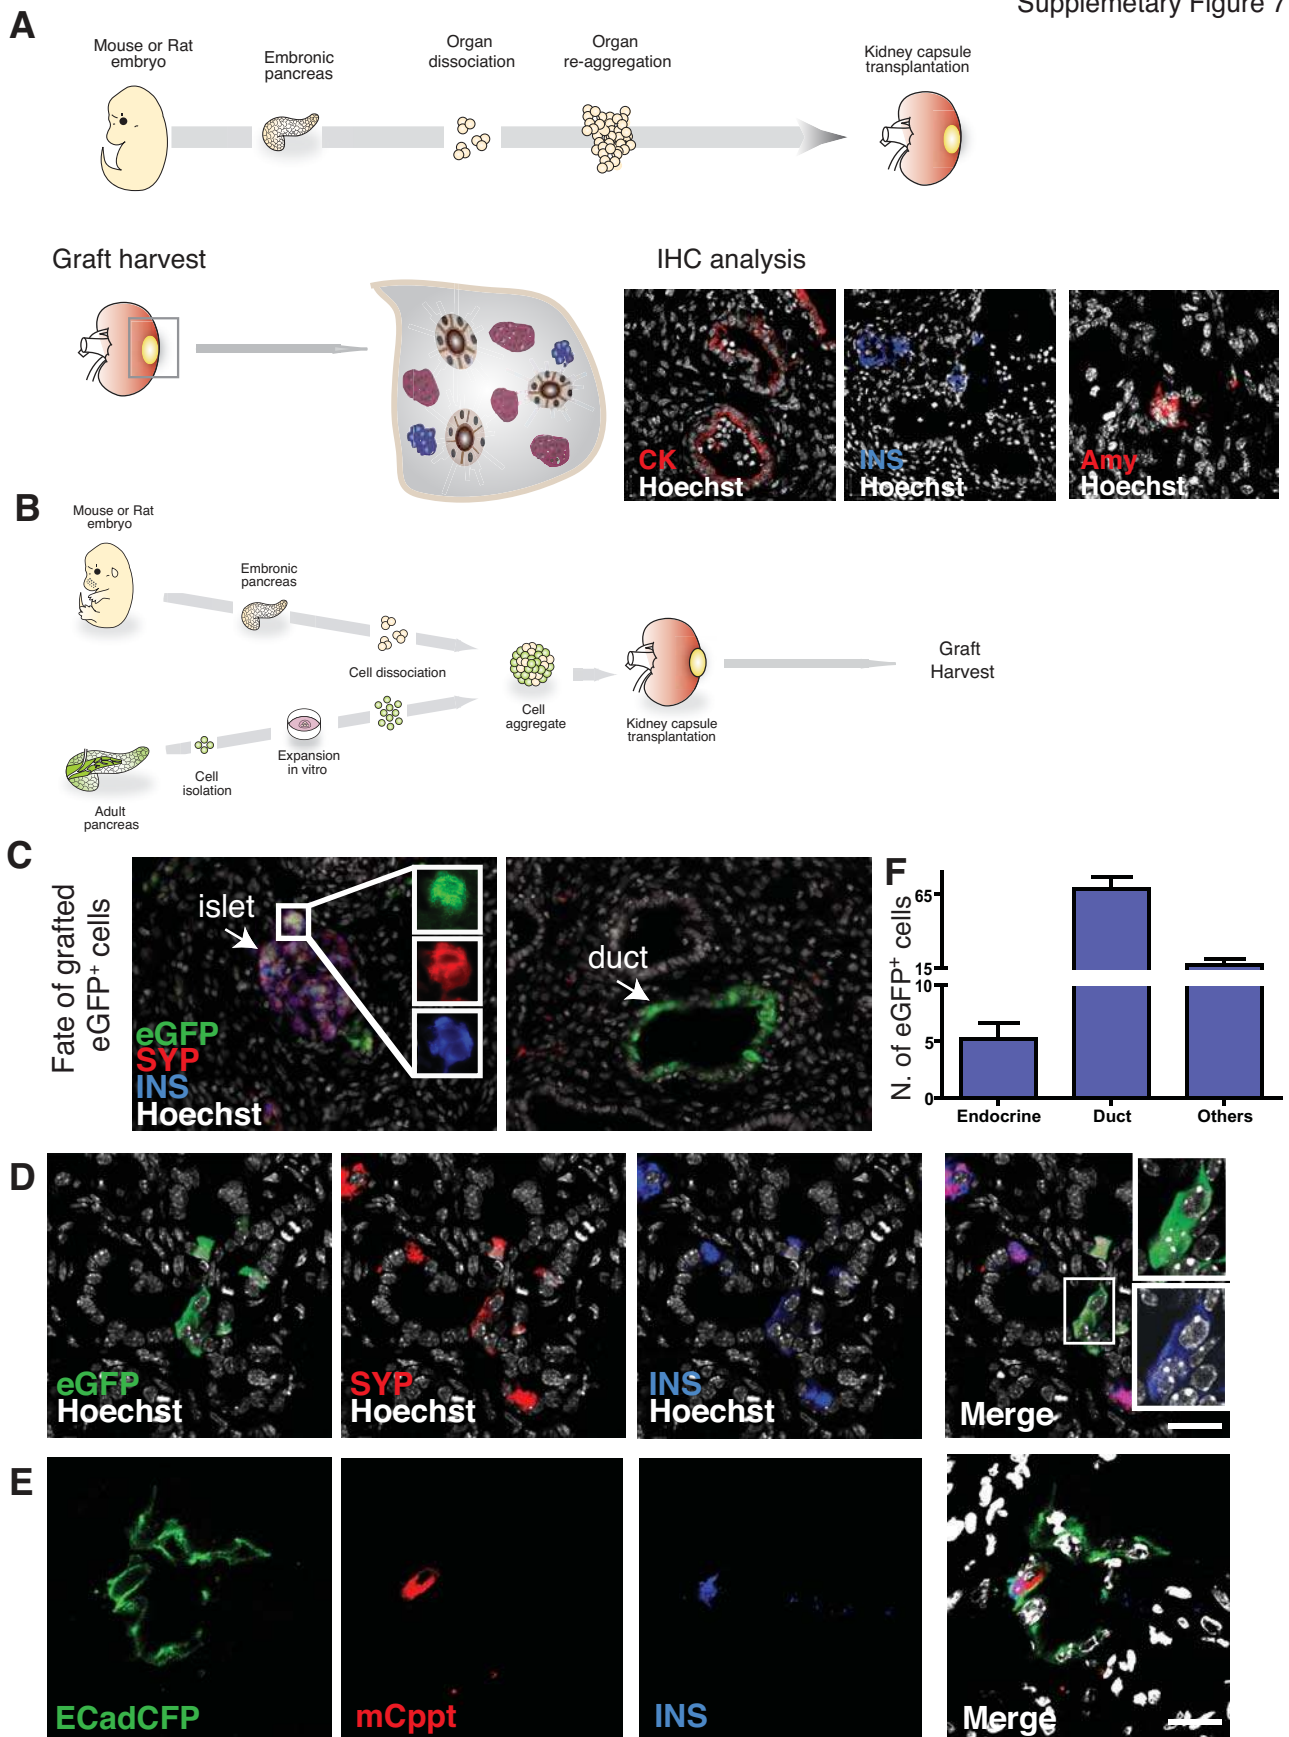 Supplemetary Figure 7
A
Mouse or Rat
embryo
Embronic
pancreas
Organ
dissociation
Organ
re-aggregation
Kidney capsule
transplantation
Graft harvest
IHC analysis
CK
Hoechst
INS
Hoechst
Amy
Hoechst
B
Mouse or Rat
embryo
Embronic
pancreas
Cell dissociation
Adult
pancreas
Cell
isolation
Expansion
in vitro
Cell
aggregate
Kidney capsule
transplantation
Graft
Harvest
C
Fate of grafted
eGFP+ cells
islet
eGFP
SYP
INS
Hoechst
duct
F
N. of eGFP+ cells
65
15
10
5
0
Endocrine
Duct
Others
D
eGFP
Hoechst
SYP
Hoechst
INS
Hoechst
Merge
E
ECadCFP
mCppt
INS
Merge